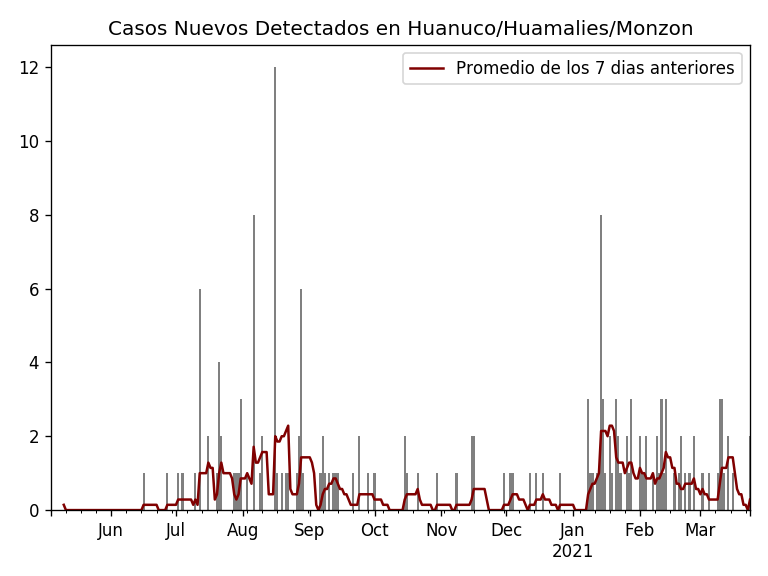 Casos Nuevos Detectados en Huanuco/Huamalies/Monzon
Promedio de los 7 dias anteriores
12
10
8
6
4
2
0
Jun Jul Aug Sep Oct Nov Dec Jan Feb Mar
2021